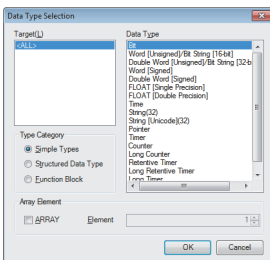 Data Type Selection
Target(L)
<ALL>
Data Type
Bit
Word [Unsigned]/Bit String [16-bit]
Double Word [Unsigned]/Bit String [32-b
Word [Signed]
Double Word [Signed]
FLOAT [Single Precision]
FLOAT [Double Precision]
Time
String(32)
String [Unicode](32)
Pointer
Timer
Counter
Long Counter
Retentive Timer
Long Retentive Timer
Long Timer
Type Category
Simple Types
Structured Data Type
Function Block
Array Element
ARRAY
Element
1
OK
Cancel